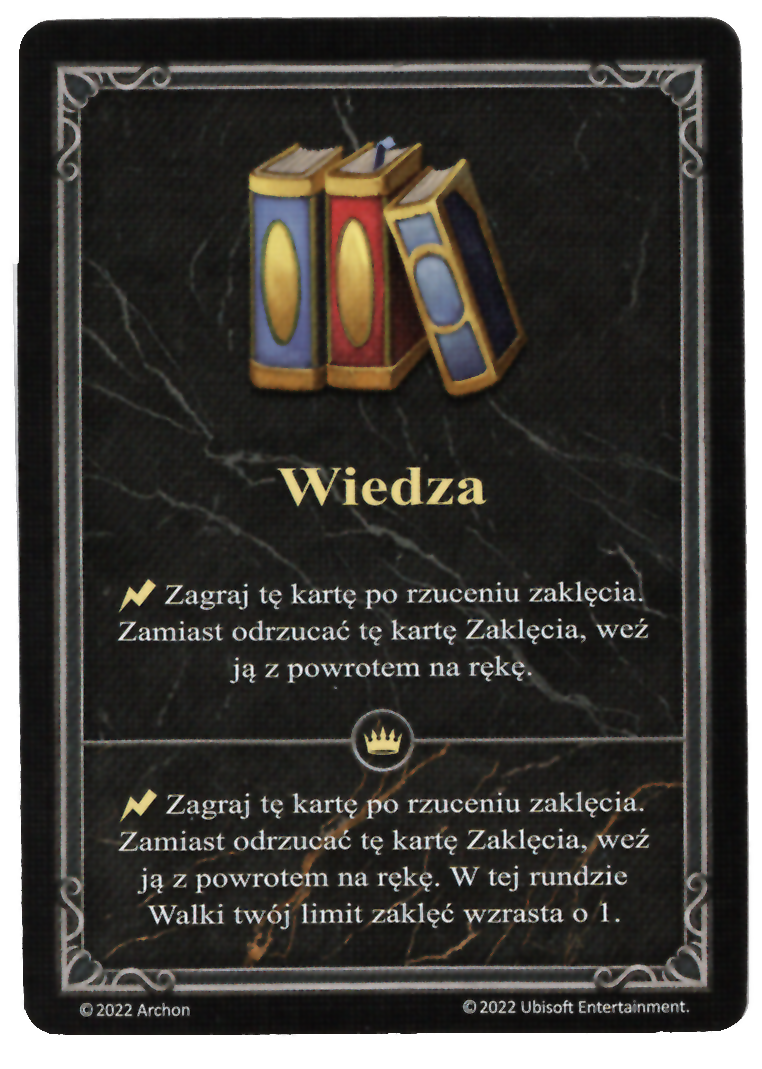 Wiedza
Zagraj tę kartę po rzuceniu zaklęcia.
Zamiast odrzucać tę kartę Zaklęcia, weź
ją z powrotem na rękę.
Zagraj tę kartę po rzuceniu zaklęcia.
Zamiast odrzucać tę kartę Zaklęcia, weź
ją z powrotem na rękę. W tej rundzie
Walki twój limit zaklęć wzrasta o 1.
© 2022 Archon
© 2022 Ubisoft Entertainment.